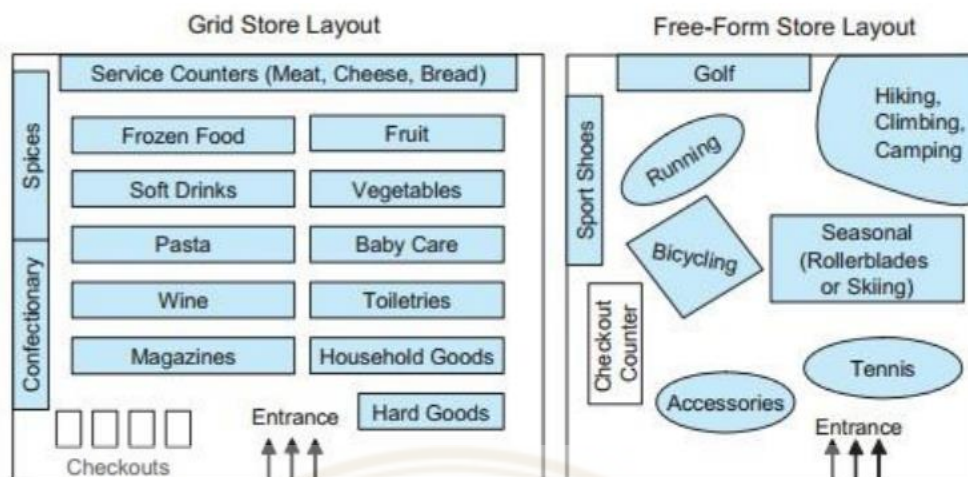 Grid Store Layout
Service Counters (Meat, Cheese, Bread)
Spices
Confectionary
Frozen Food
Fruit
Soft Drinks
Vegetables
Pasta
Baby Care
Wine
Toiletries
Magazines
Household Goods
Hard Goods
Entrance
Checkouts
Free-Form Store Layout
Golf
Hiking,
Climbing,
Camping
Sport Shoes
Running
Bicycling
Seasonal
(Rollerblades
or Skiing)
Checkout
Counter
Tennis
Accessories
Entrance